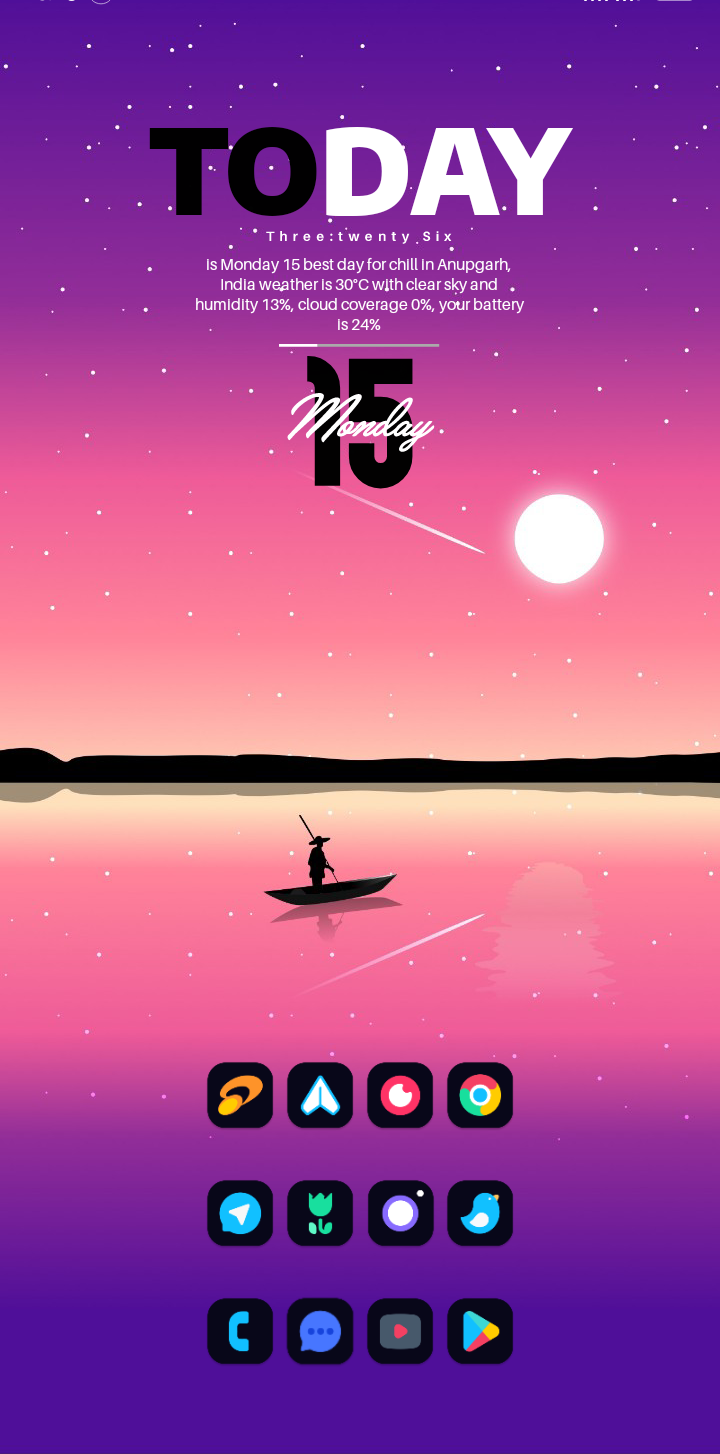 TODAY
Three:twenty Six
is Monday 15 best day for chill in Anupgarh,
India weather is 30°C with clear sky and
humidity 13%, cloud coverage 0%, your battery
is 24%
15
Monday